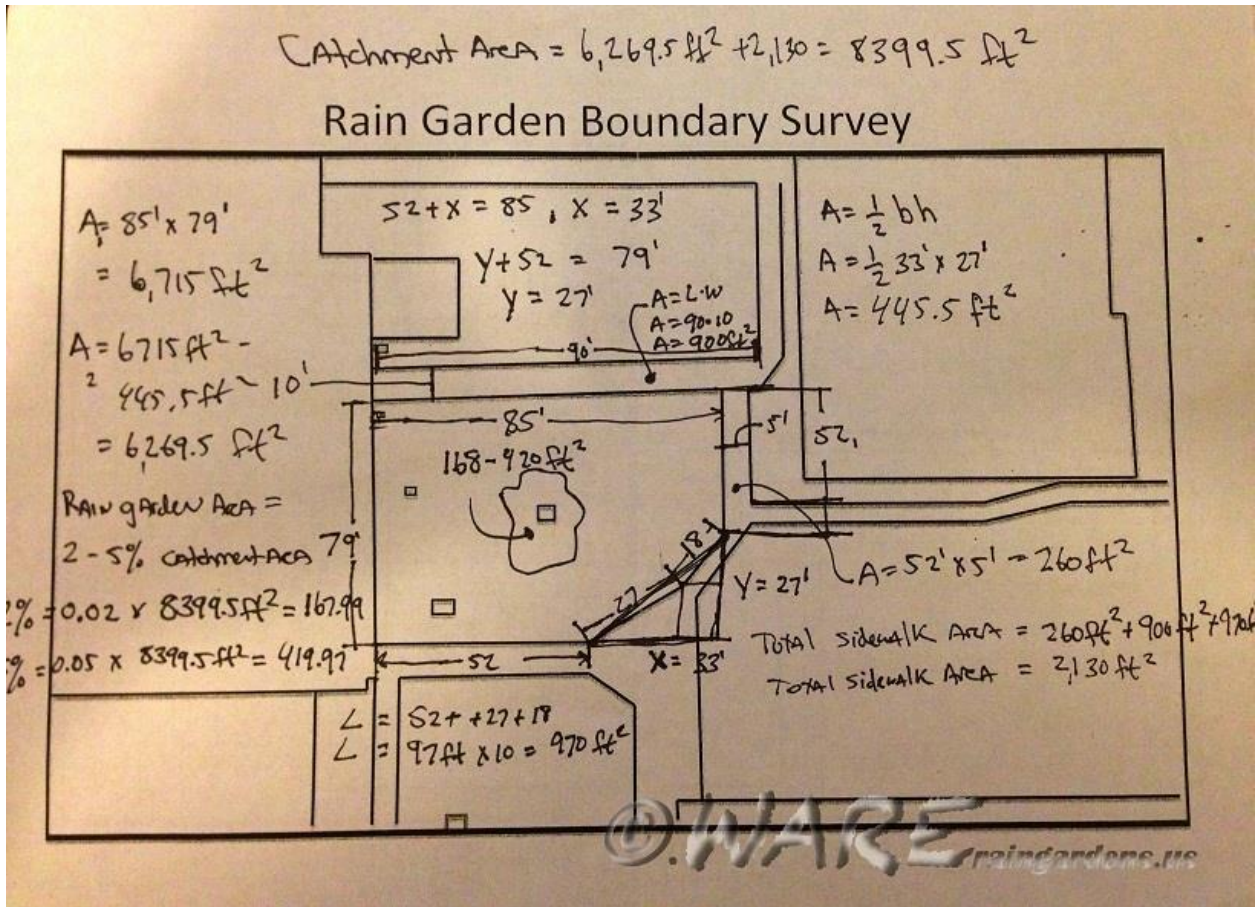 Catchment Area = 6,269.5 ft² + 2,130 = 8399.5 ft²
Rain Garden Boundary Survey
A₁ = 85' x 79'
= 6,715 ft²
A = 6715 ft² -
2 445.5ft
= 6,269.5 ft²
Rain garden Area =
2 - 5% catchment Area
2% = 0.02 x 8399.5 ft² = 167.99
% = 0.05 x 8399.5 ft² = 419.97
52 + x = 85, x = 33'
Y + 52 = 79'
Y = 27'
A = L·W
A = 90·10
A = 900 ft²
90'
10'
85'
168-420 ft²
79'
5'
52'
18
27
52
A = ½ bh
A = ½ 33' x 27'
A = 445.5 ft²
Y = 27'
X = 33'
A = 52' x 5' = 260 ft²
Total Sidewalk Area = 260 ft² + 900 ft² + 970 f
Total Sidewalk Area = 2,130 ft²
L = 52 + + 27 + 18
L = 97 ft x 10 = 970 ft²
©.WARE raingardens.us